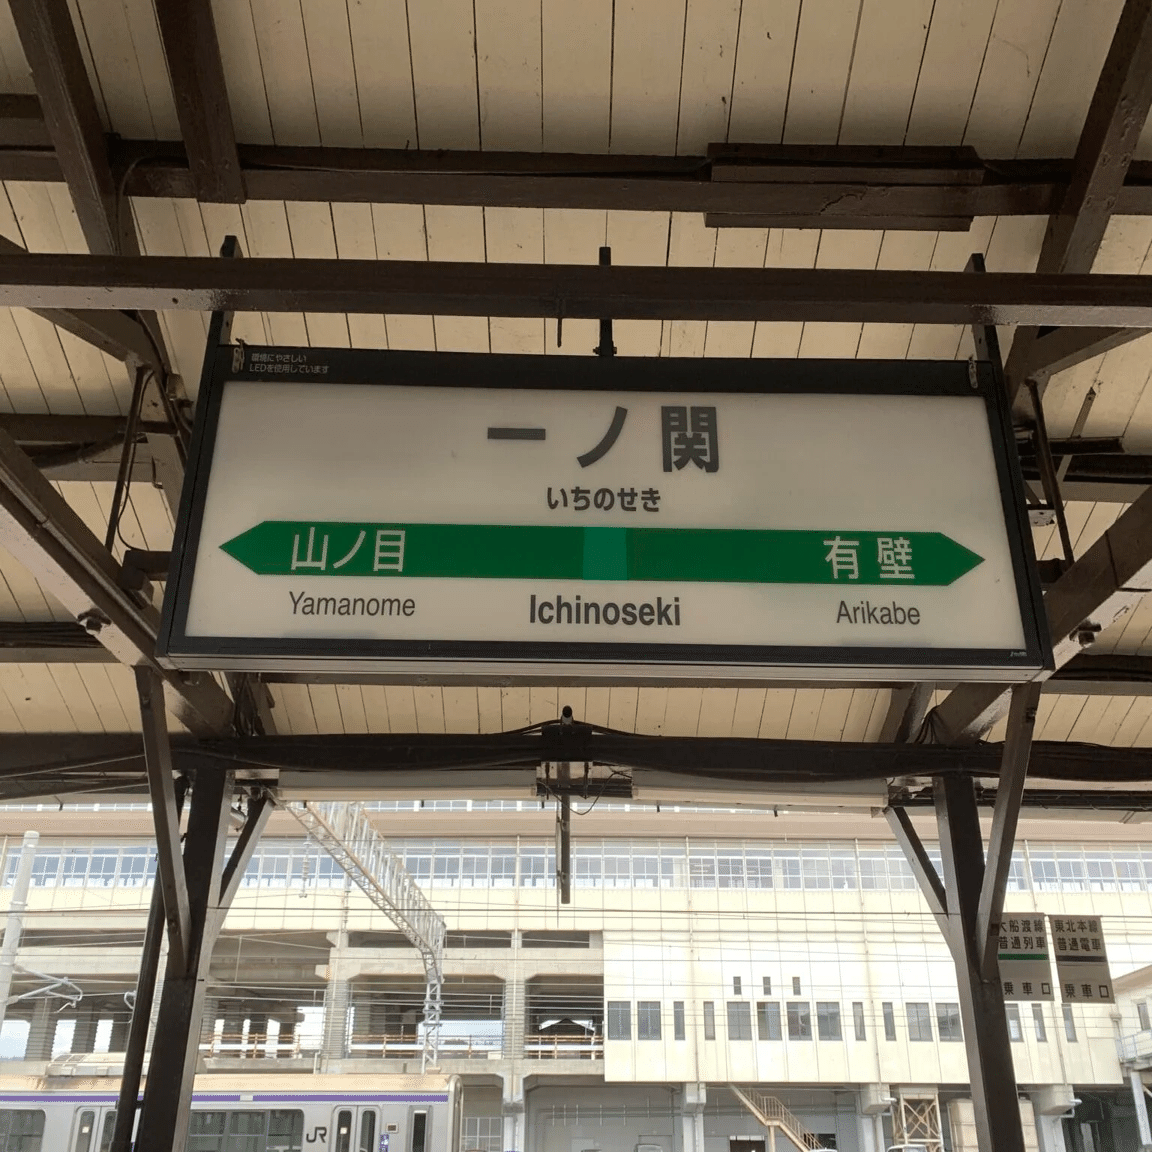 環境にやさしい
LEDを使用しています
一ノ関
いちのせき
山ノ目
有壁
Yamanome
Ichinoseki
Arikabe
大船渡線
普通列車
乗車口
東北本線
普通電車
乗車口
JR